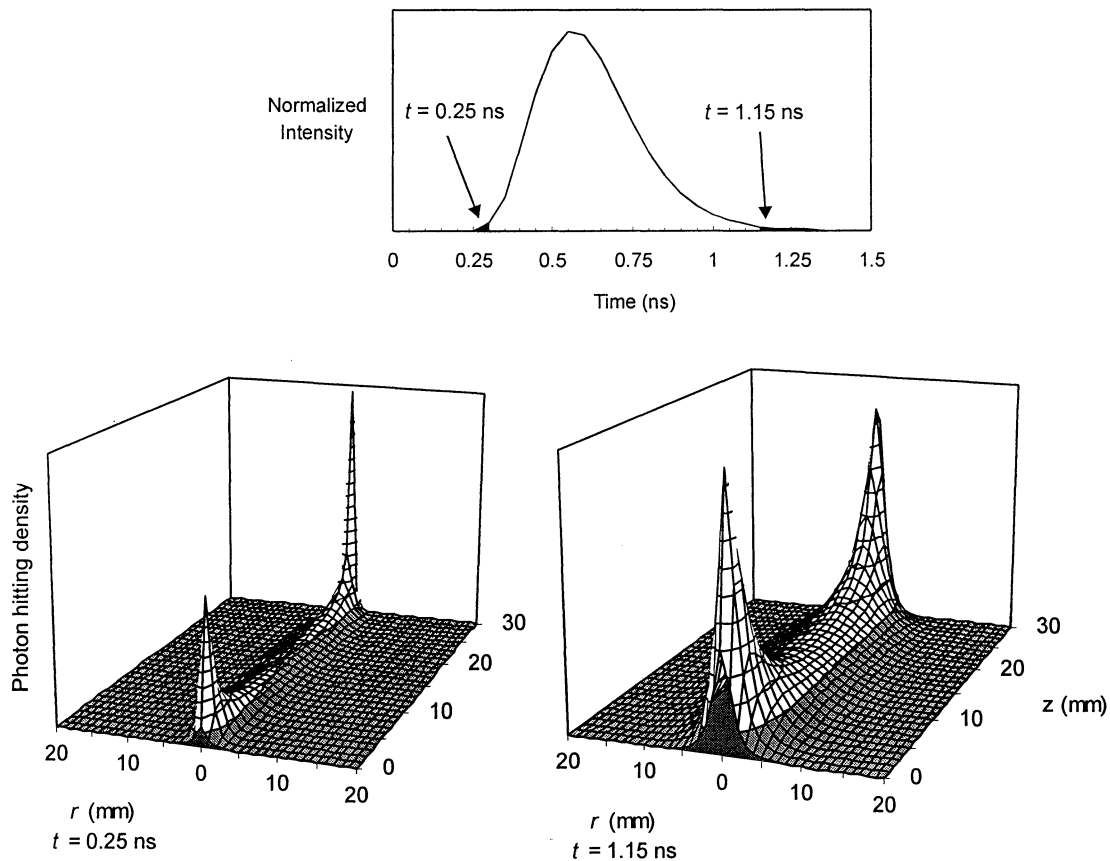 Normalized
Intensity
t = 0.25 ns
t = 1.15 ns
0 0.25 0.5 0.75 1 1.25 1.5
Time (ns)
Photon hitting density
30
20
10
0
20 10 0 10 20
r (mm)
t = 0.25 ns
30
20
10
0
z (mm)
20 10 0 10 20
r (mm)
t = 1.15 ns